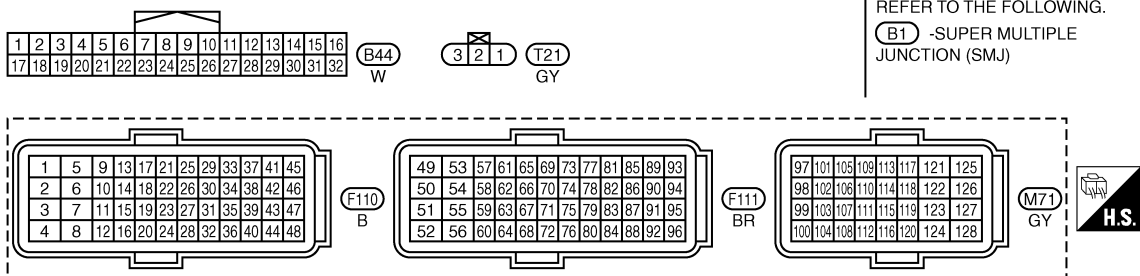 REFER TO THE FOLLOWING.
B1 -SUPER MULTIPLE
JUNCTION (SMJ)
1 2 3 4 5 6 7 8 9 10 11 12 13 14 15 16
17 18 19 20 21 22 23 24 25 26 27 28 29 30 31 32
B44
W
3 2 1
T21
GY
1 5 9 13 17 21 25 29 33 37 41 45
2 6 10 14 18 22 26 30 34 38 42 46
3 7 11 15 19 23 27 31 35 39 43 47
4 8 12 16 20 24 28 32 36 40 44 48
F110
B
49 53 57 61 65 69 73 77 81 85 89 93
50 54 58 62 66 70 74 78 82 86 90 94
51 55 59 63 67 71 75 79 83 87 91 95
52 56 60 64 68 72 76 80 84 88 92 96
F111
BR
97 101 105 109 113 117 121 125
98 102 106 110 114 118 122 126
99 103 107 111 115 119 123 127
100 104 108 112 116 120 124 128
M71
GY
H.S.